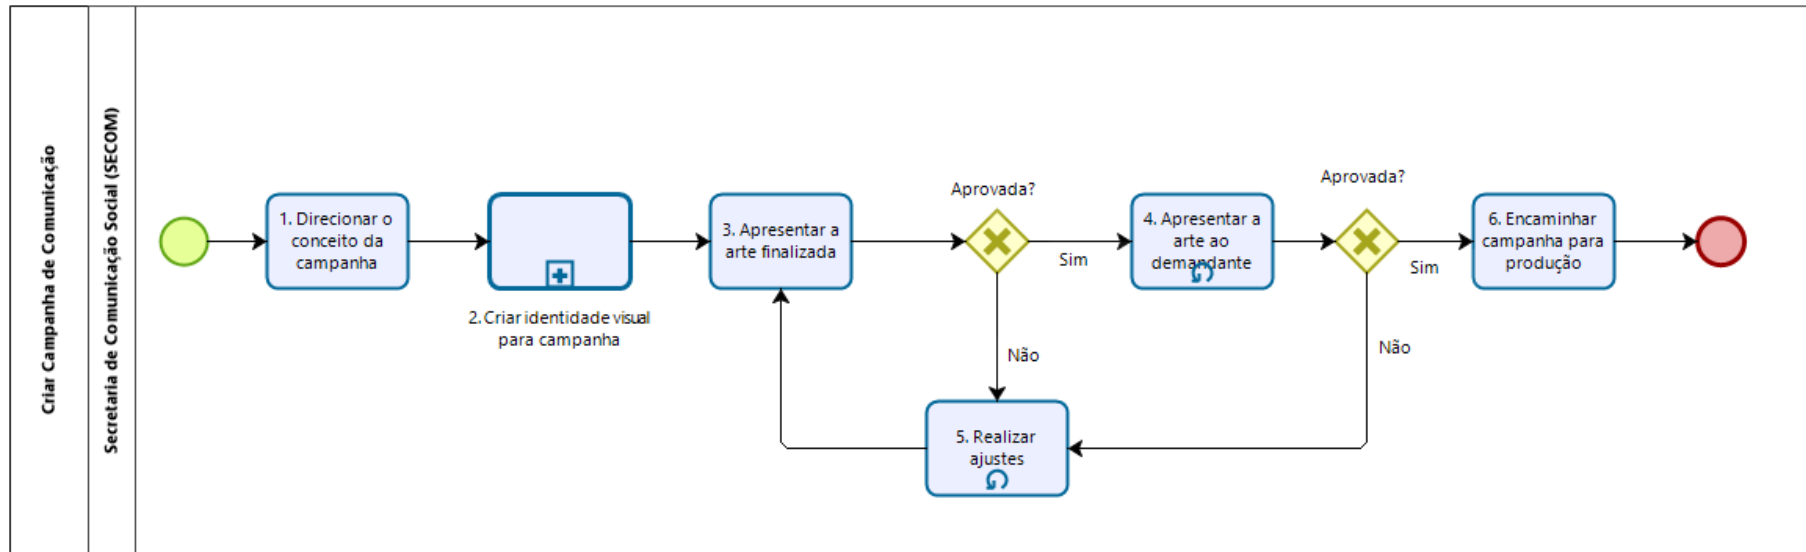 Criar Campanha de Comunicação
Secretaria de Comunicação Social (SECOM)
1. Direcionar o
conceito da
campanha
2. Criar identidade visual
para campanha
3. Apresentar a
arte finalizada
Aprovada?
Sim
Não
4. Apresentar a
arte ao
demandante
Aprovada?
Sim
Não
5. Realizar
ajustes
6. Encaminhar
campanha para
produção